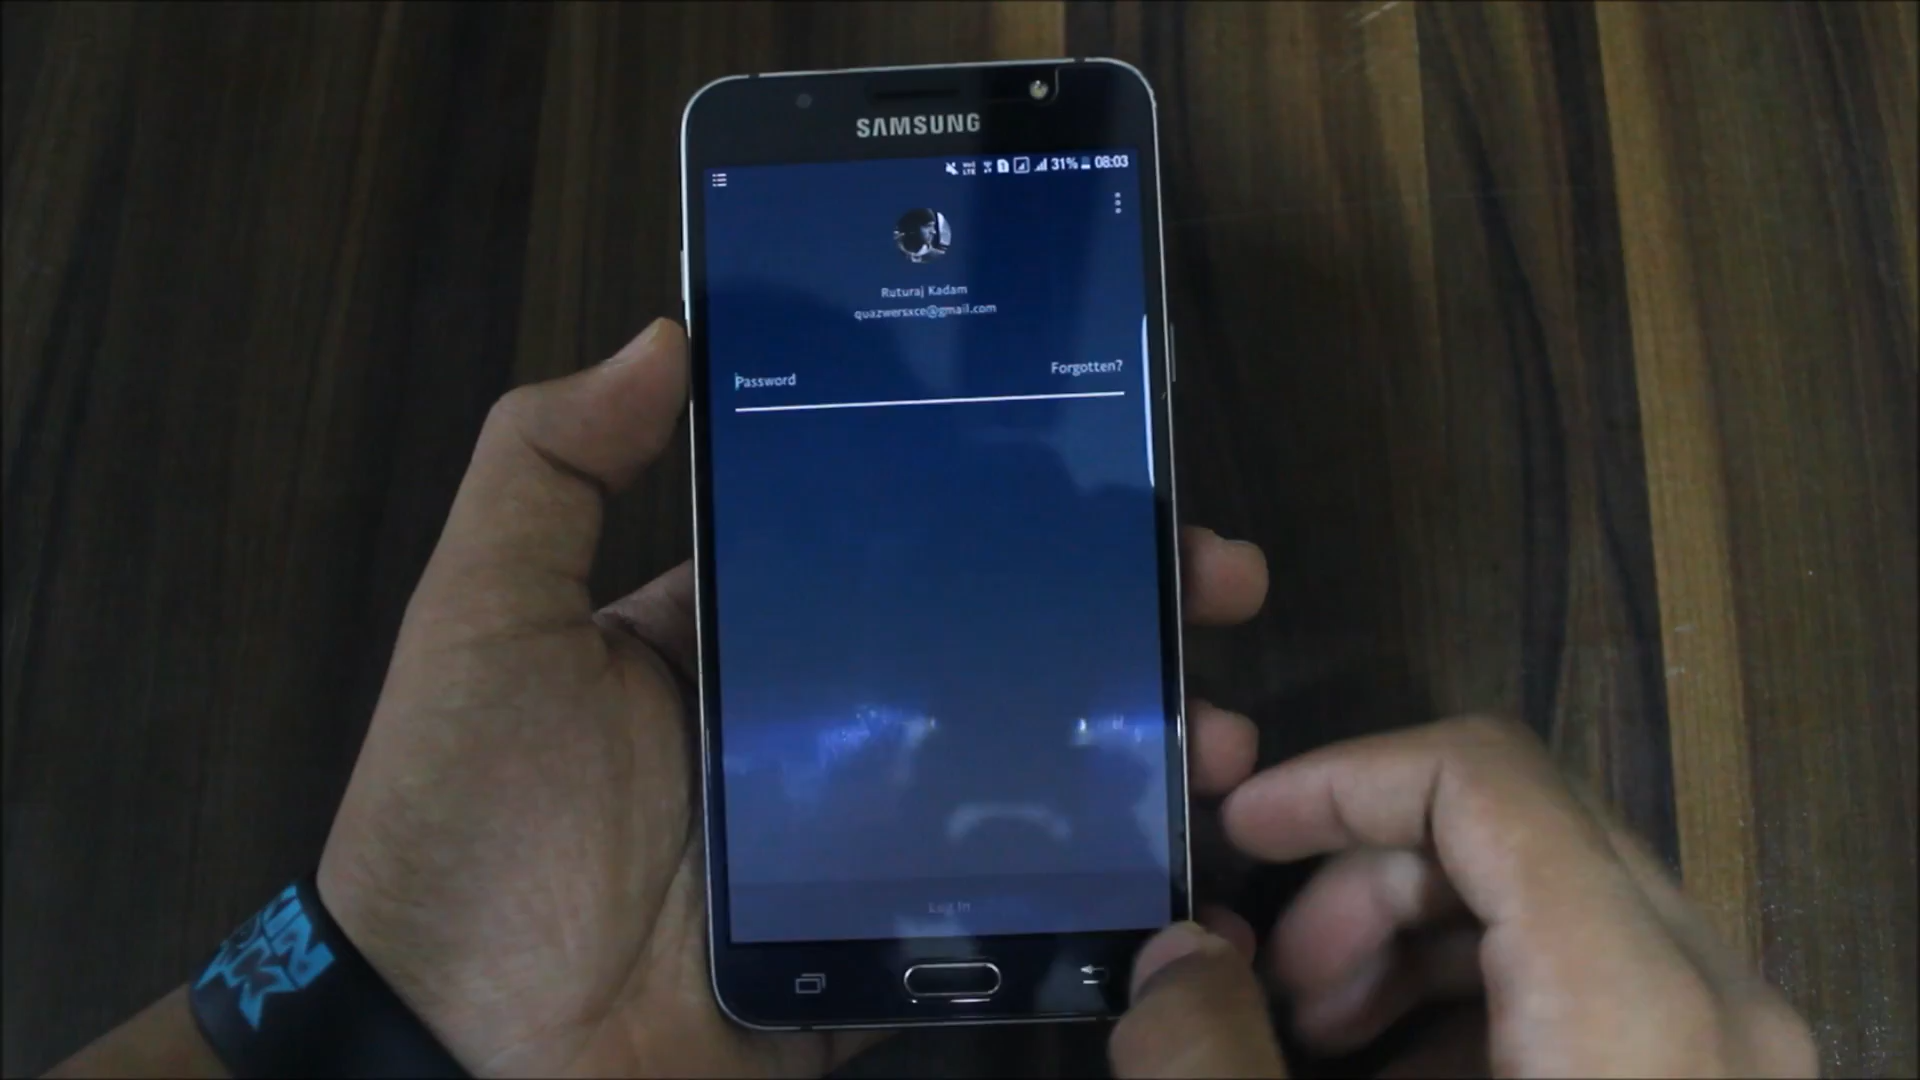 SAMSUNG
31% 08:03
Ruturaj Kadam
quazwersxce@gmail.com
Forgotten?
Password
Log In